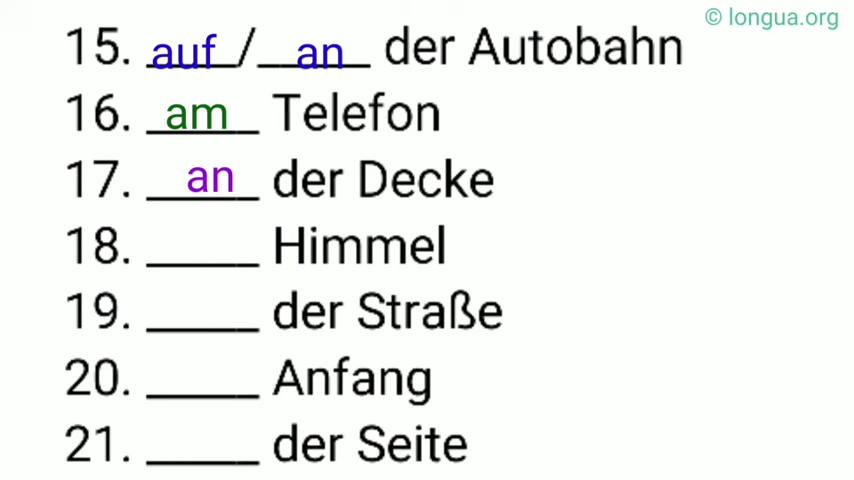 © longua.org
15. auf/ an der Autobahn
16. am Telefon
17. an der Decke
18. _____ Himmel
19. _____ der Straße
20. _____ Anfang
21. _____ der Seite